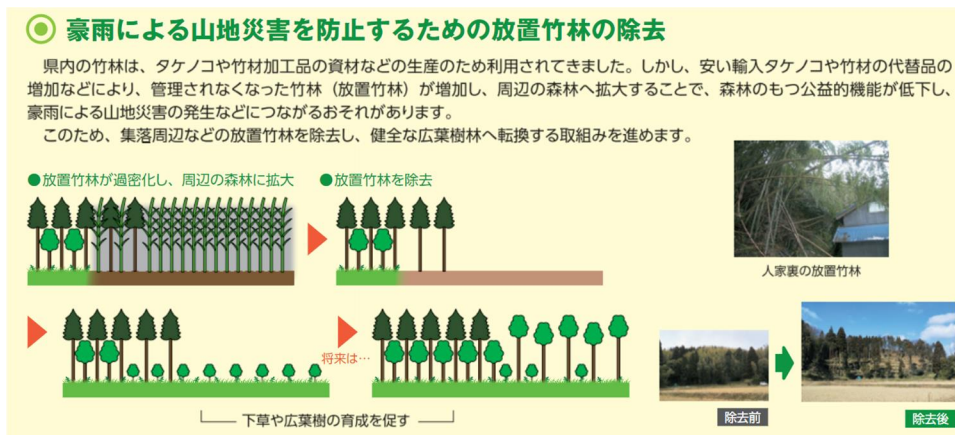 豪雨による山地災害を防止するための放置竹林の除去
県内の竹林は、タケノコや竹材加工品の資材などの生産のため利用されてきました。しかし、安い輸入タケノコや竹材の代替品の
増加などにより、管理されなくなった竹林（放置竹林）が増加し、周辺の森林へ拡大することで、森林のもつ公益的機能が低下し、
豪雨による山地災害の発生などにつながるおそれがあります。
このため、集落周辺などの放置竹林を除去し、健全な広葉樹林へ転換する取組みを進めます。
●放置竹林が過密化し、周辺の森林に拡大
●放置竹林を除去
人家裏の放置竹林
将来は…
下草や広葉樹の育成を促す
除去前
除去後